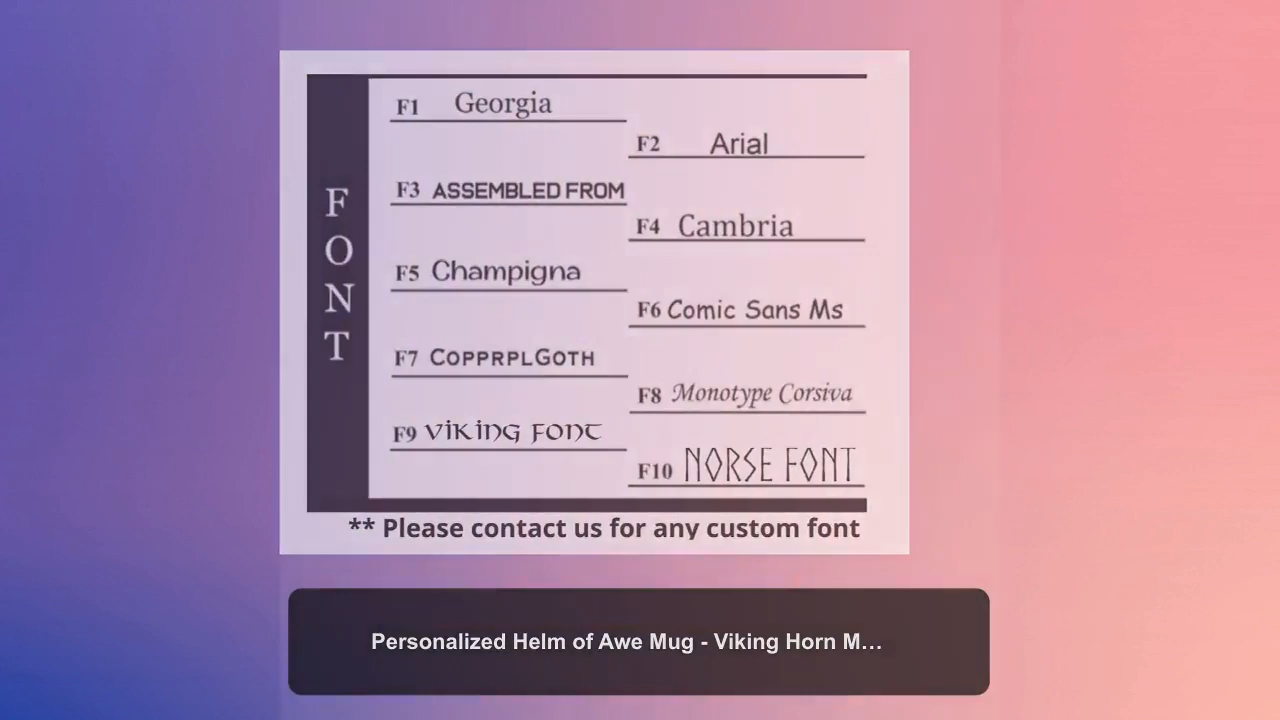 FONT
F1 Georgia
F2 Arial
F3 ASSEMBLED FROM
F4 Cambria
F5 Champigna
F6 Comic Sans Ms
F7 COPPRPLGOTH
F8 Monotype Corsiva
F9 VIKING FONT
F10 NORSE FONT
** Please contact us for any custom font
Personalized Helm of Awe Mug - Viking Horn M...